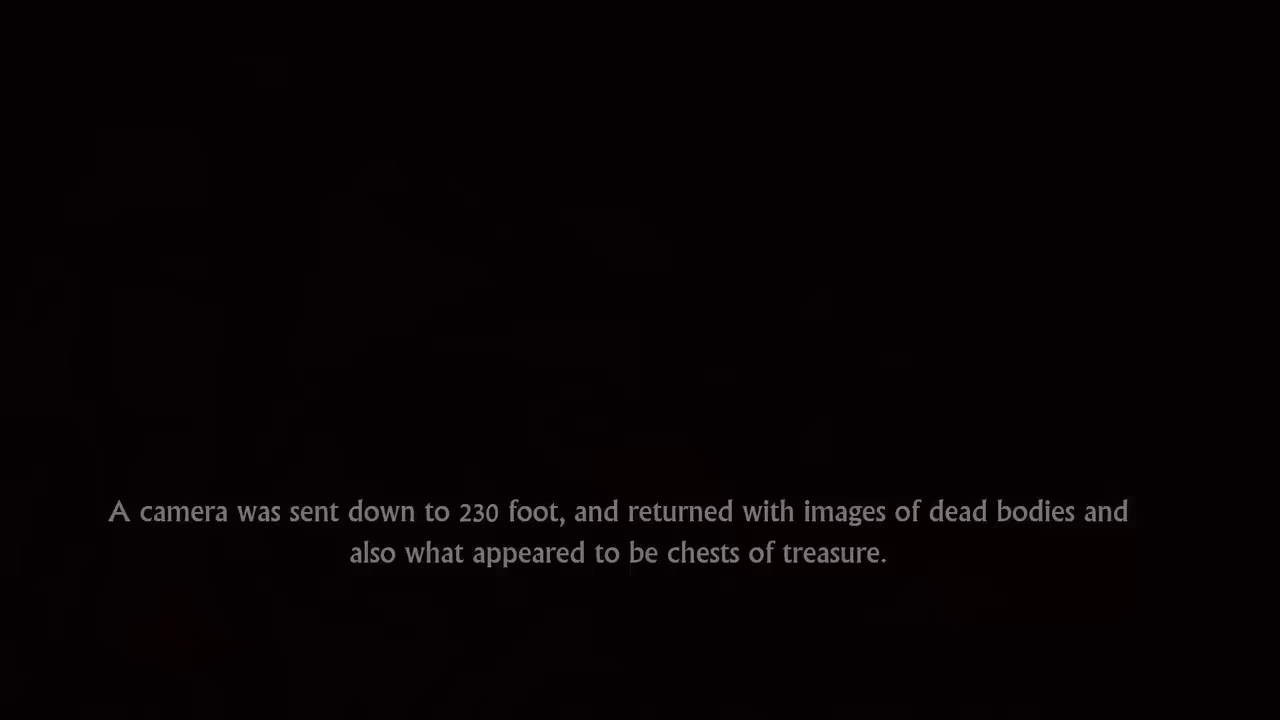 A camera was sent down to 230 foot, and returned with images of dead bodies and
also what appeared to be chests of treasure.